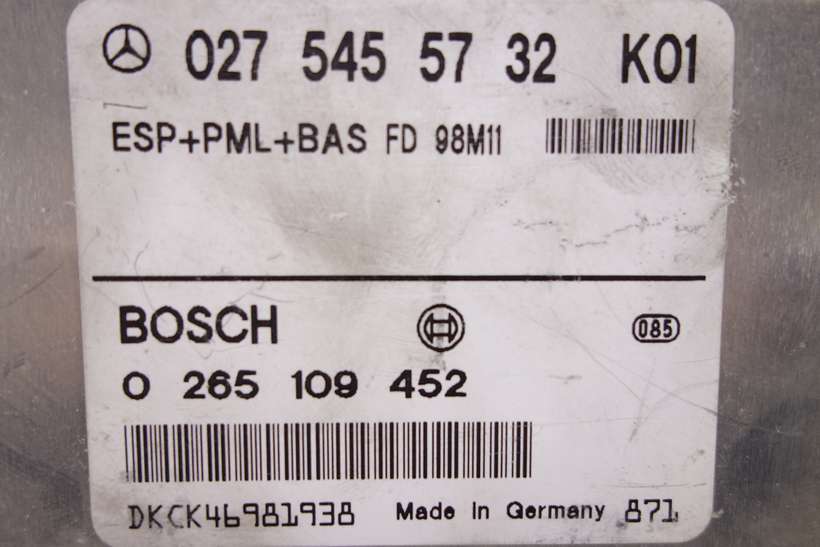 027 545 57 32 K01
ESP+PML+BAS FD 98M11
BOSCH 085
0 265 109 452
DKCK46981938 Made In Germany 871